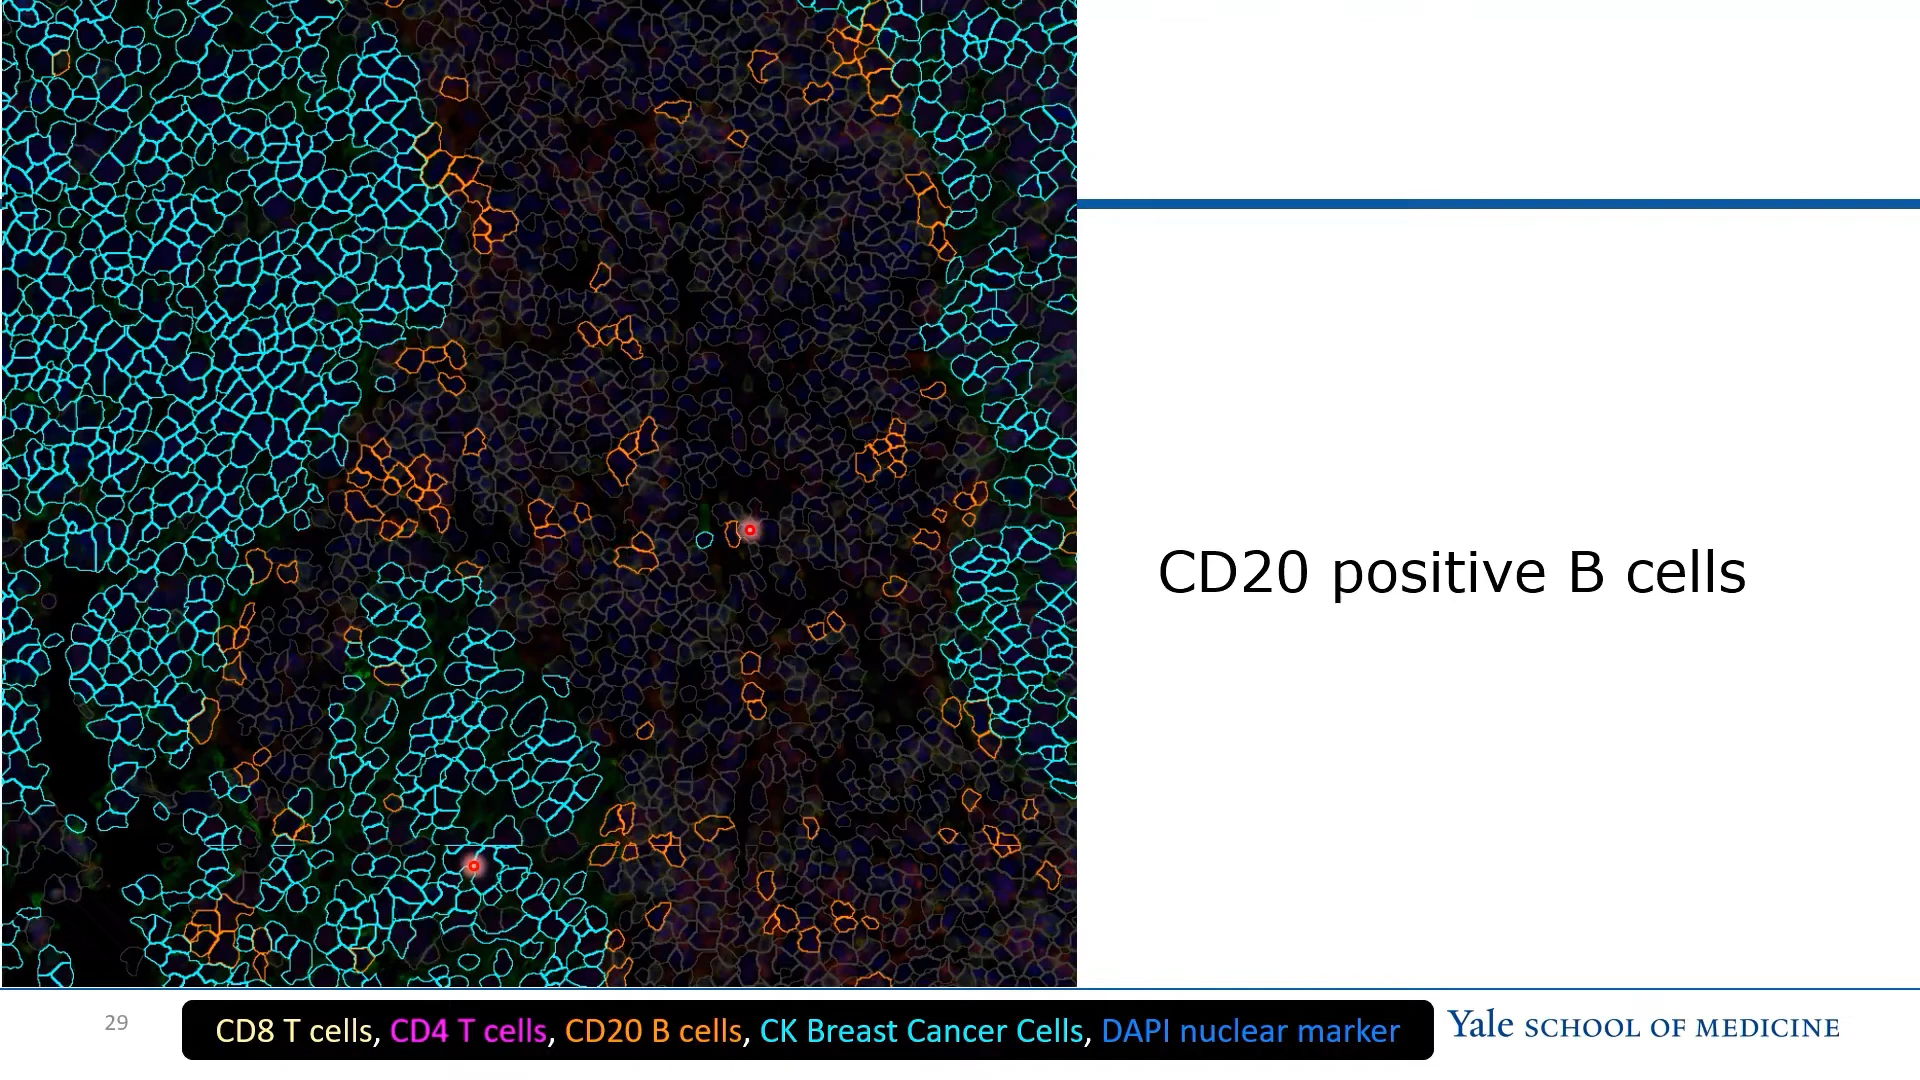 CD20 positive B cells
29
CD8 T cells, CD4 T cells, CD20 B cells, CK Breast Cancer Cells, DAPI nuclear marker
Yale SCHOOL OF MEDICINE